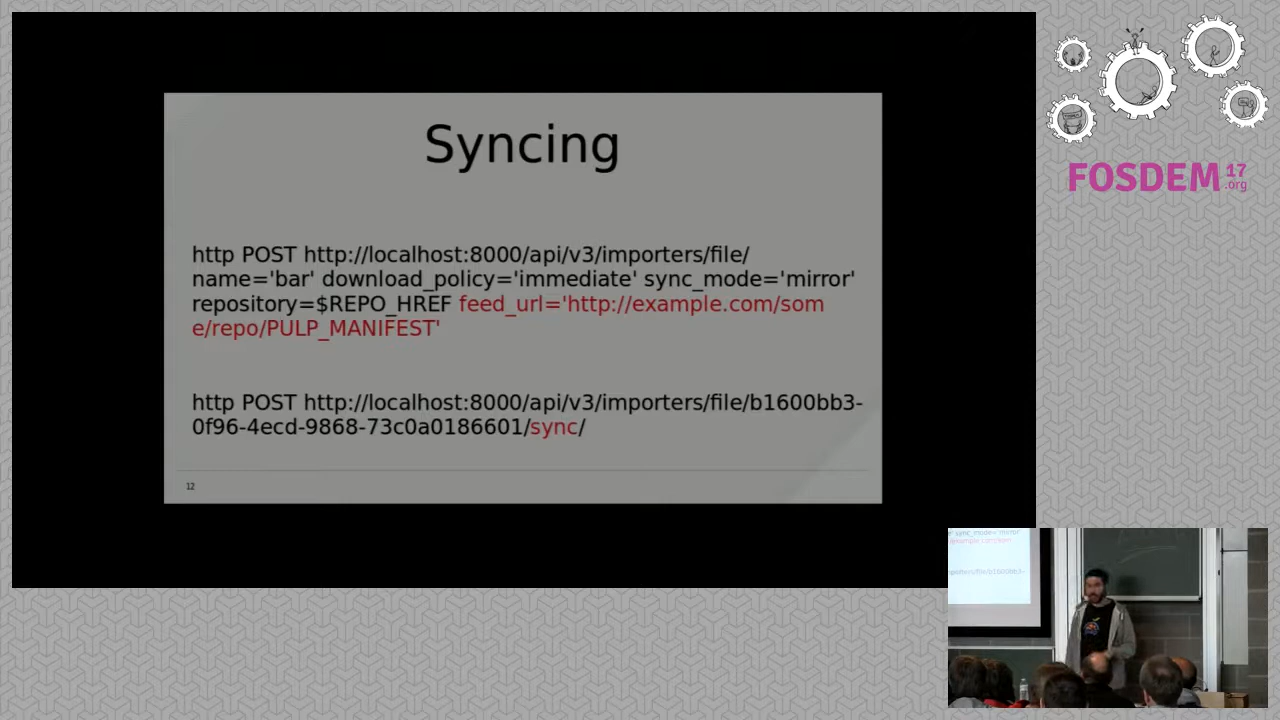 Syncing
http POST http://localhost:8000/api/v3/importers/file/
name='bar' download_policy='immediate' sync_mode='mirror'
repository=$REPO_HREF feed_url='http://example.com/som
e/repo/PULP_MANIFEST'
http POST http://localhost:8000/api/v3/importers/file/b1600bb3-
0f96-4ecd-9868-73c0a0186601/sync/
12
FOSDEM 17
.org